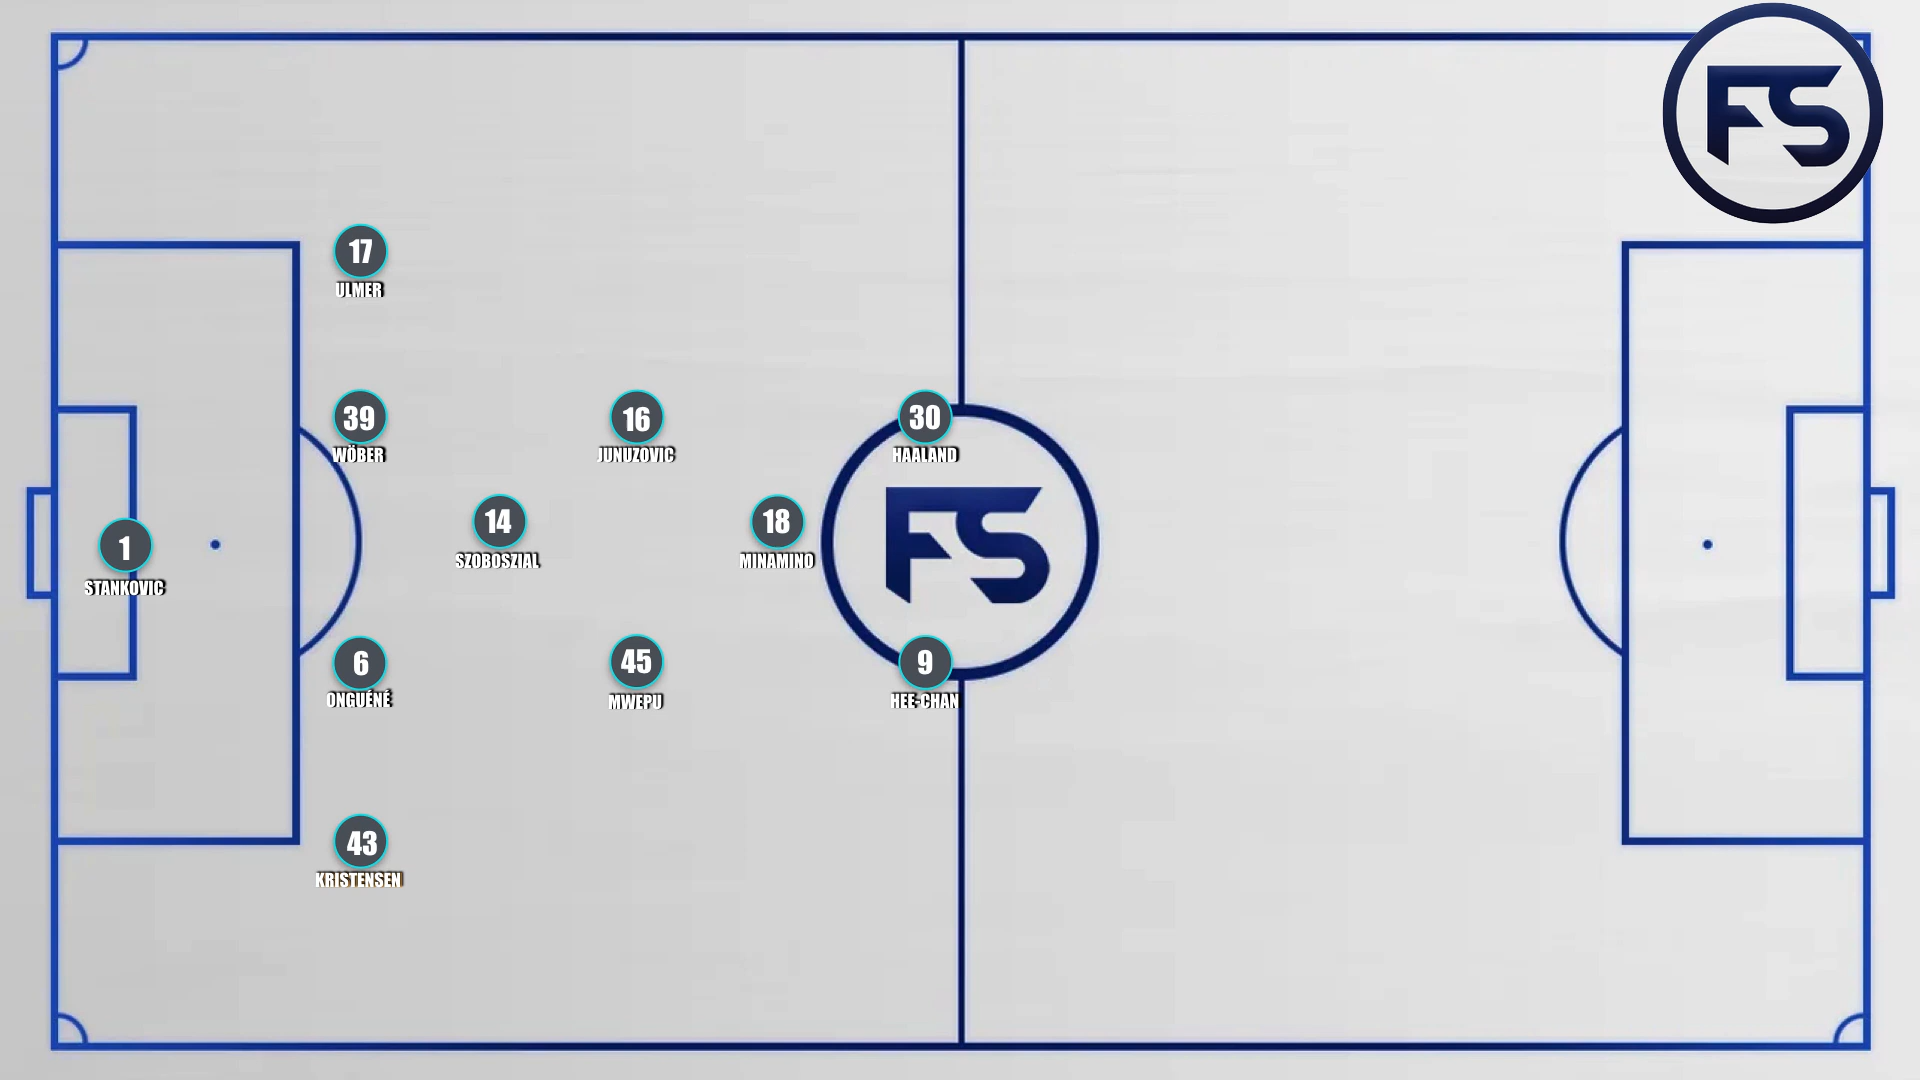 FS
17
ULMER
39
WÖBER
16
JUNUZOVIC
30
HAALAND
14
SZOBOSZIAL
18
MINAMINO
FS
1
STANKOVIC
6
ONGUÉNÉ
45
MWEPU
9
HEE-CHAN
43
KRISTENSEN